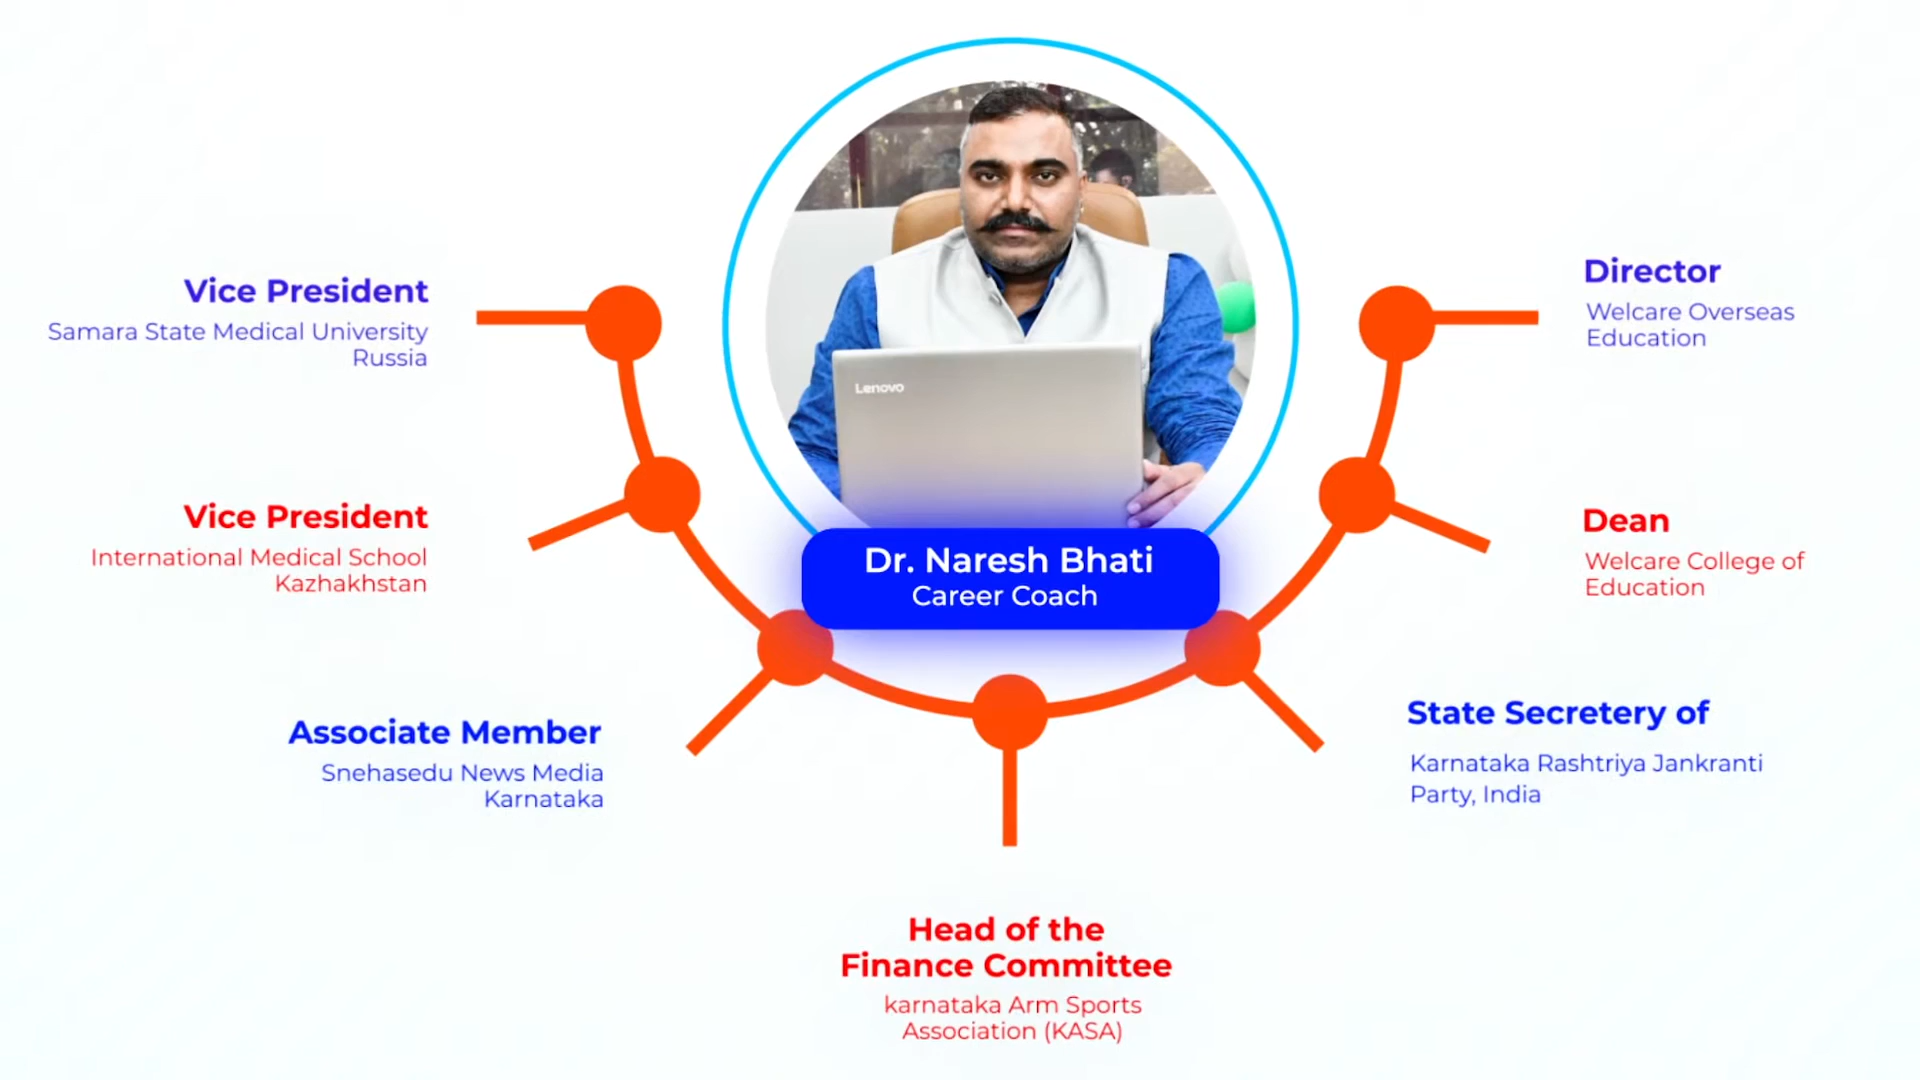 Lenovo
Dr. Naresh Bhati
Career Coach
Vice President
Samara State Medical University
Russia
Vice President
International Medical School
Kazhakhstan
Associate Member
Snehasedu News Media
Karnataka
Head of the
Finance Committee
karnataka Arm Sports
Association (KASA)
State Secretery of
Karnataka Rashtriya Jankranti
Party, India
Dean
Welcare College of
Education
Director
Welcare Overseas
Education